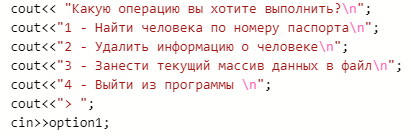 cout<< "Какую операцию вы хотите выполнить?\n";
cout<<"1 - Найти человека по номеру паспорта\n";
cout<<"2 - Удалить информацию о человеке\n";
cout<<"3 - Занести текущий массив данных в файл\n";
cout<<"4 - Выйти из программы \n";
cout<<"> ";
cin>>option1;